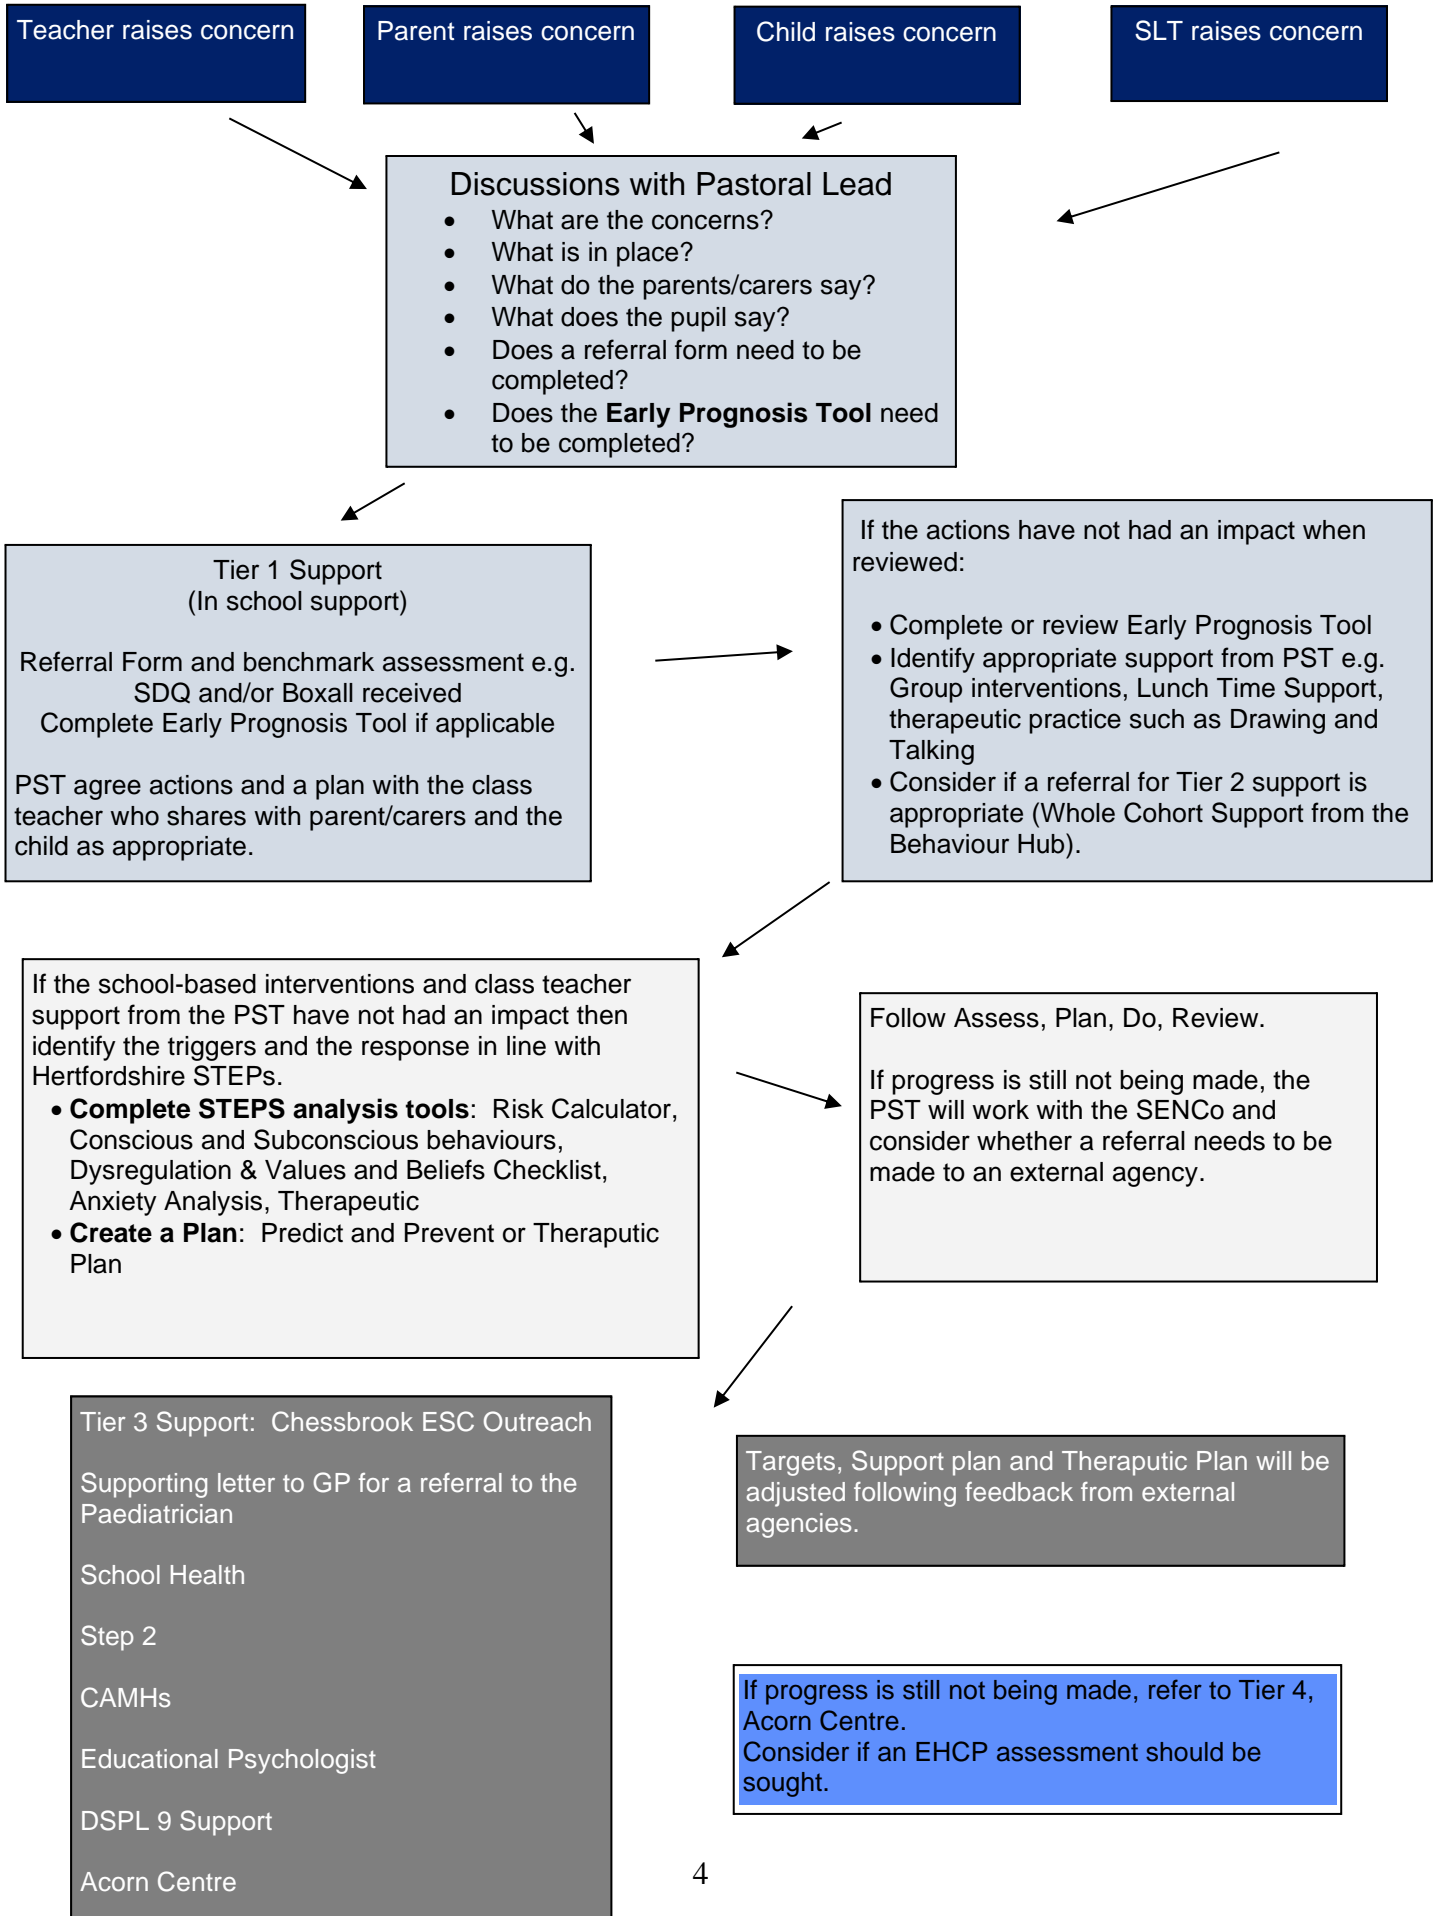 Teacher raises concern
Parent raises concern
Child raises concern
SLT raises concern
Discussions with Pastoral Lead
• What are the concerns?
• What is in place?
• What do the parents/carers say?
• What does the pupil say?
• Does a referral form need to be
completed?
• Does the Early Prognosis Tool need
to be completed?
Tier 1 Support
(In school support)
Referral Form and benchmark assessment e.g.
SDQ and/or Boxall received
Complete Early Prognosis Tool if applicable
PST agree actions and a plan with the class
teacher who shares with parent/carers and the
child as appropriate.
If the actions have not had an impact when
reviewed:
• Complete or review Early Prognosis Tool
• Identify appropriate support from PST e.g.
Group interventions, Lunch Time Support,
therapeutic practice such as Drawing and
Talking
• Consider if a referral for Tier 2 support is
appropriate (Whole Cohort Support from the
Behaviour Hub).
If the school-based interventions and class teacher
support from the PST have not had an impact then
identify the triggers and the response in line with
Hertfordshire STEPs.
• Complete STEPS analysis tools: Risk Calculator,
Conscious and Subconscious behaviours,
Dysregulation & Values and Beliefs Checklist,
Anxiety Analysis, Therapeutic
• Create a Plan: Predict and Prevent or Theraputic
Plan
Follow Assess, Plan, Do, Review.
If progress is still not being made, the
PST will work with the SENCo and
consider whether a referral needs to be
made to an external agency.
Tier 3 Support: Chessbrook ESC Outreach
Supporting letter to GP for a referral to the
Paediatrician
School Health
Step 2
CAMHs
Educational Psychologist
DSPL 9 Support
Acorn Centre
Targets, Support plan and Theraputic Plan will be
adjusted following feedback from external
agencies.
If progress is still not being made, refer to Tier 4,
Acorn Centre.
Consider if an EHCP assessment should be
sought.
4